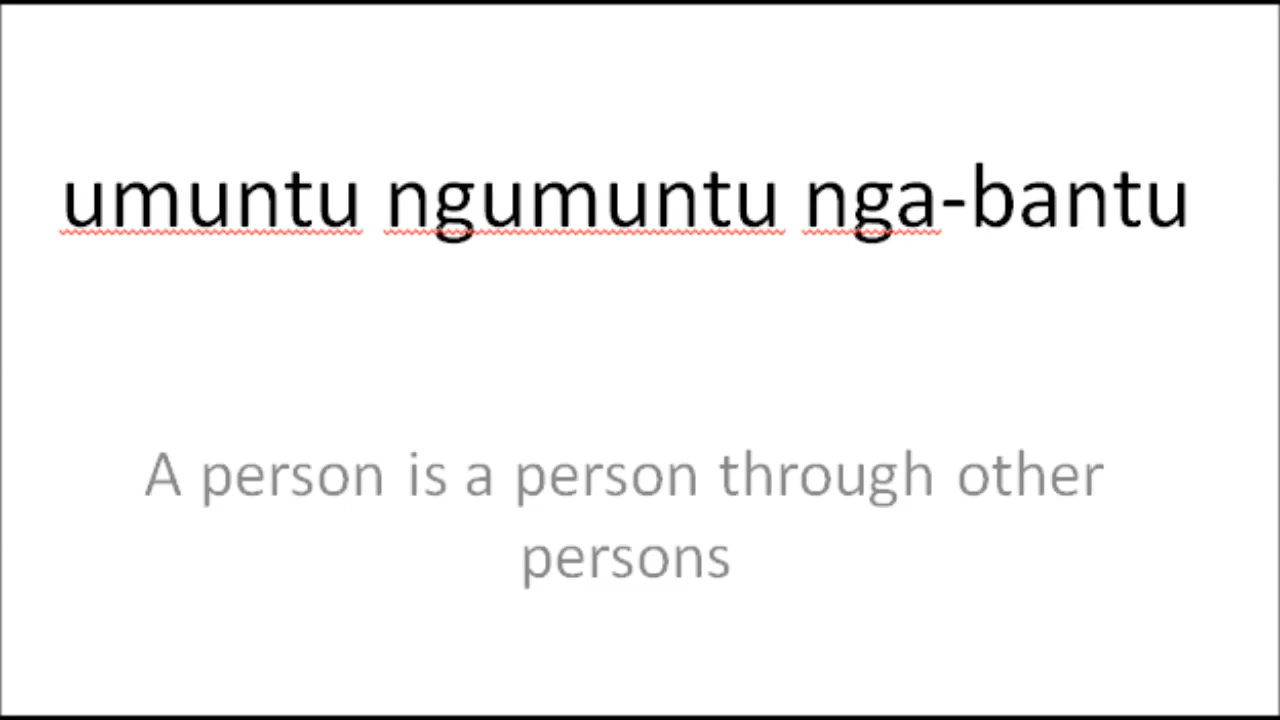 umuntu ngumuntu nga-bantu
A person is a person through other
persons